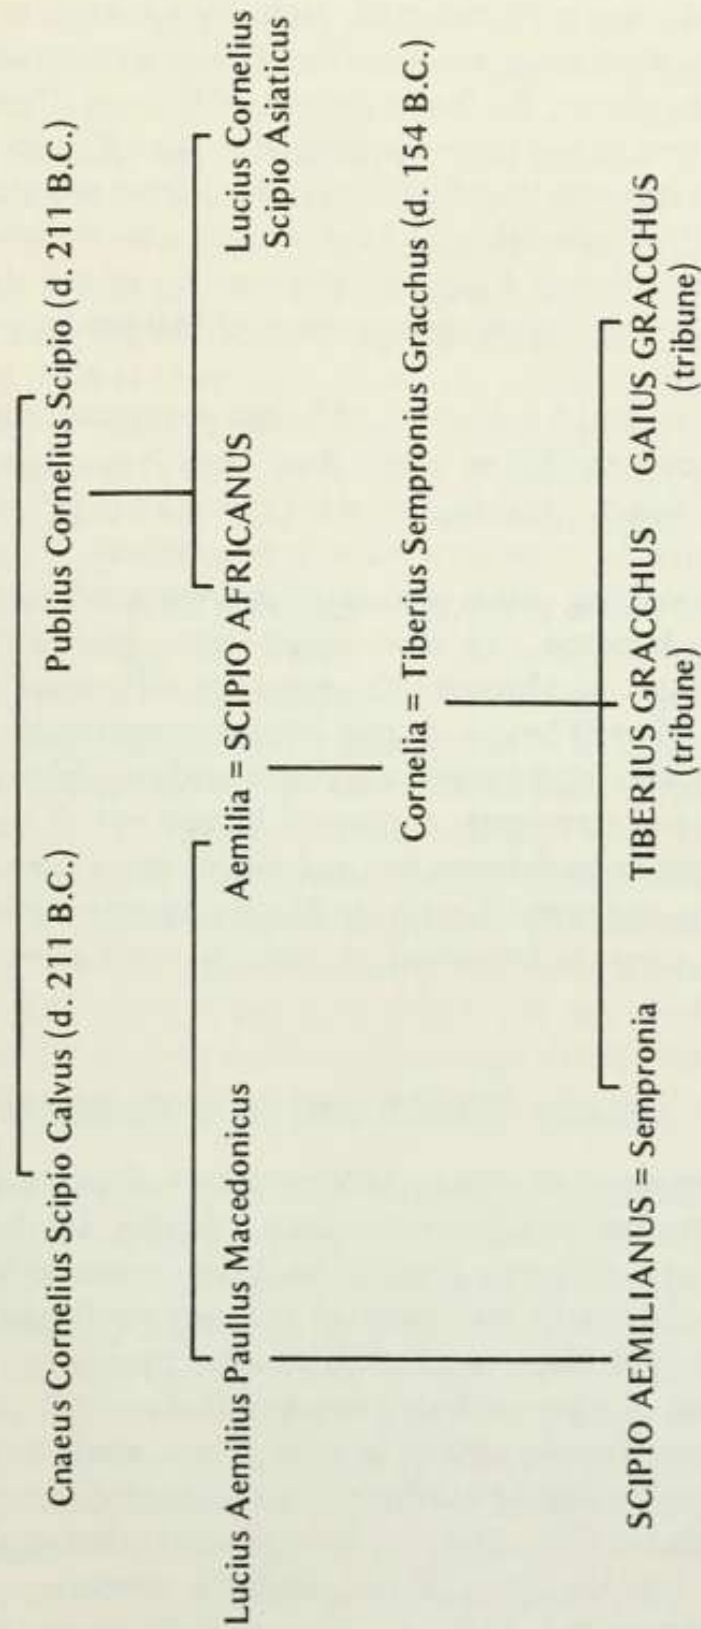 Cnaeus Cornelius Scipio Calvus (d. 211 B.C.) Publius Cornelius Scipio (d. 211 B.C.)
Lucius Aemilius Paullus Macedonicus Aemilia = SCIPIO AFRICANUS Lucius Cornelius
Scipio Asiaticus
Cornelia = Tiberius Sempronius Gracchus (d. 154 B.C.)
SCIPIO AEMILIANUS = Sempronia TIBERIUS GRACCHUS GAIUS GRACCHUS
(tribune) (tribune)